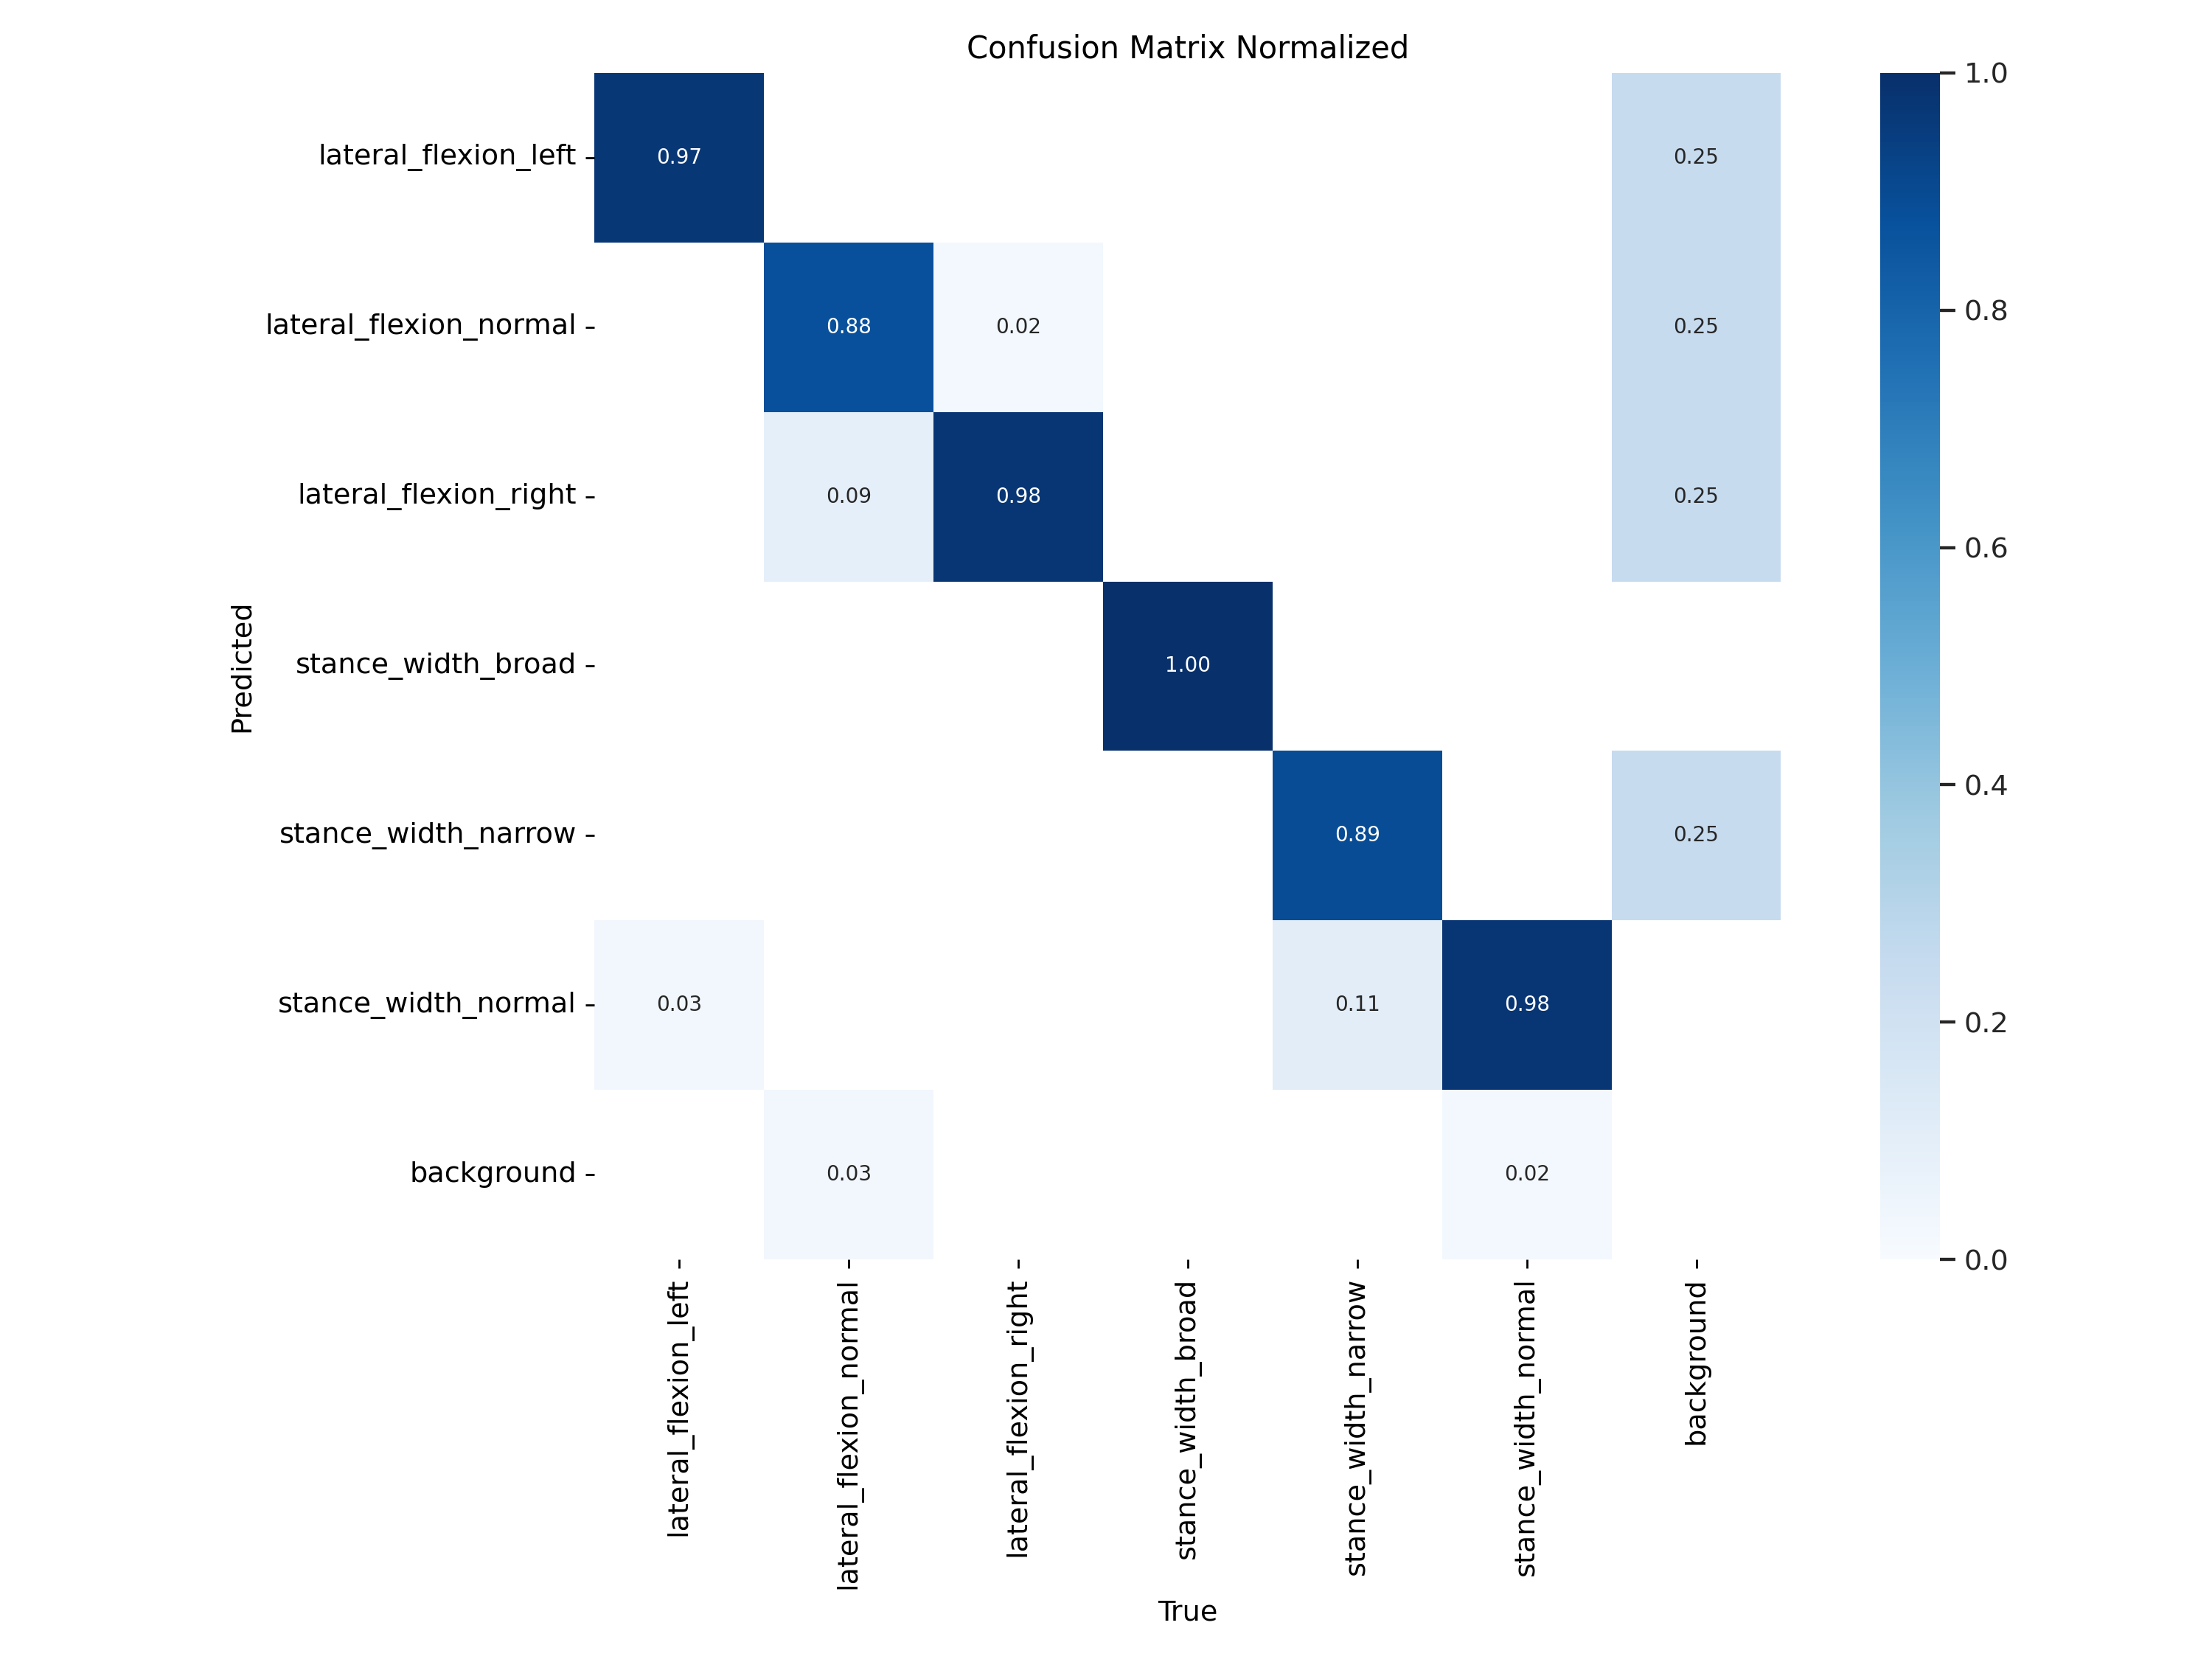 Confusion Matrix Normalized
lateral_flexion_left
0.97
0.25
lateral_flexion_normal
0.88
0.02
0.25
lateral_flexion_right
0.09
0.98
0.25
stance_width_broad
1.00
stance_width_narrow
0.89
0.25
stance_width_normal
0.03
0.11
0.98
background
0.03
0.02
Predicted
lateral_flexion_left
lateral_flexion_normal
lateral_flexion_right
stance_width_broad
stance_width_narrow
stance_width_normal
background
True
1.0
0.8
0.6
0.4
0.2
0.0